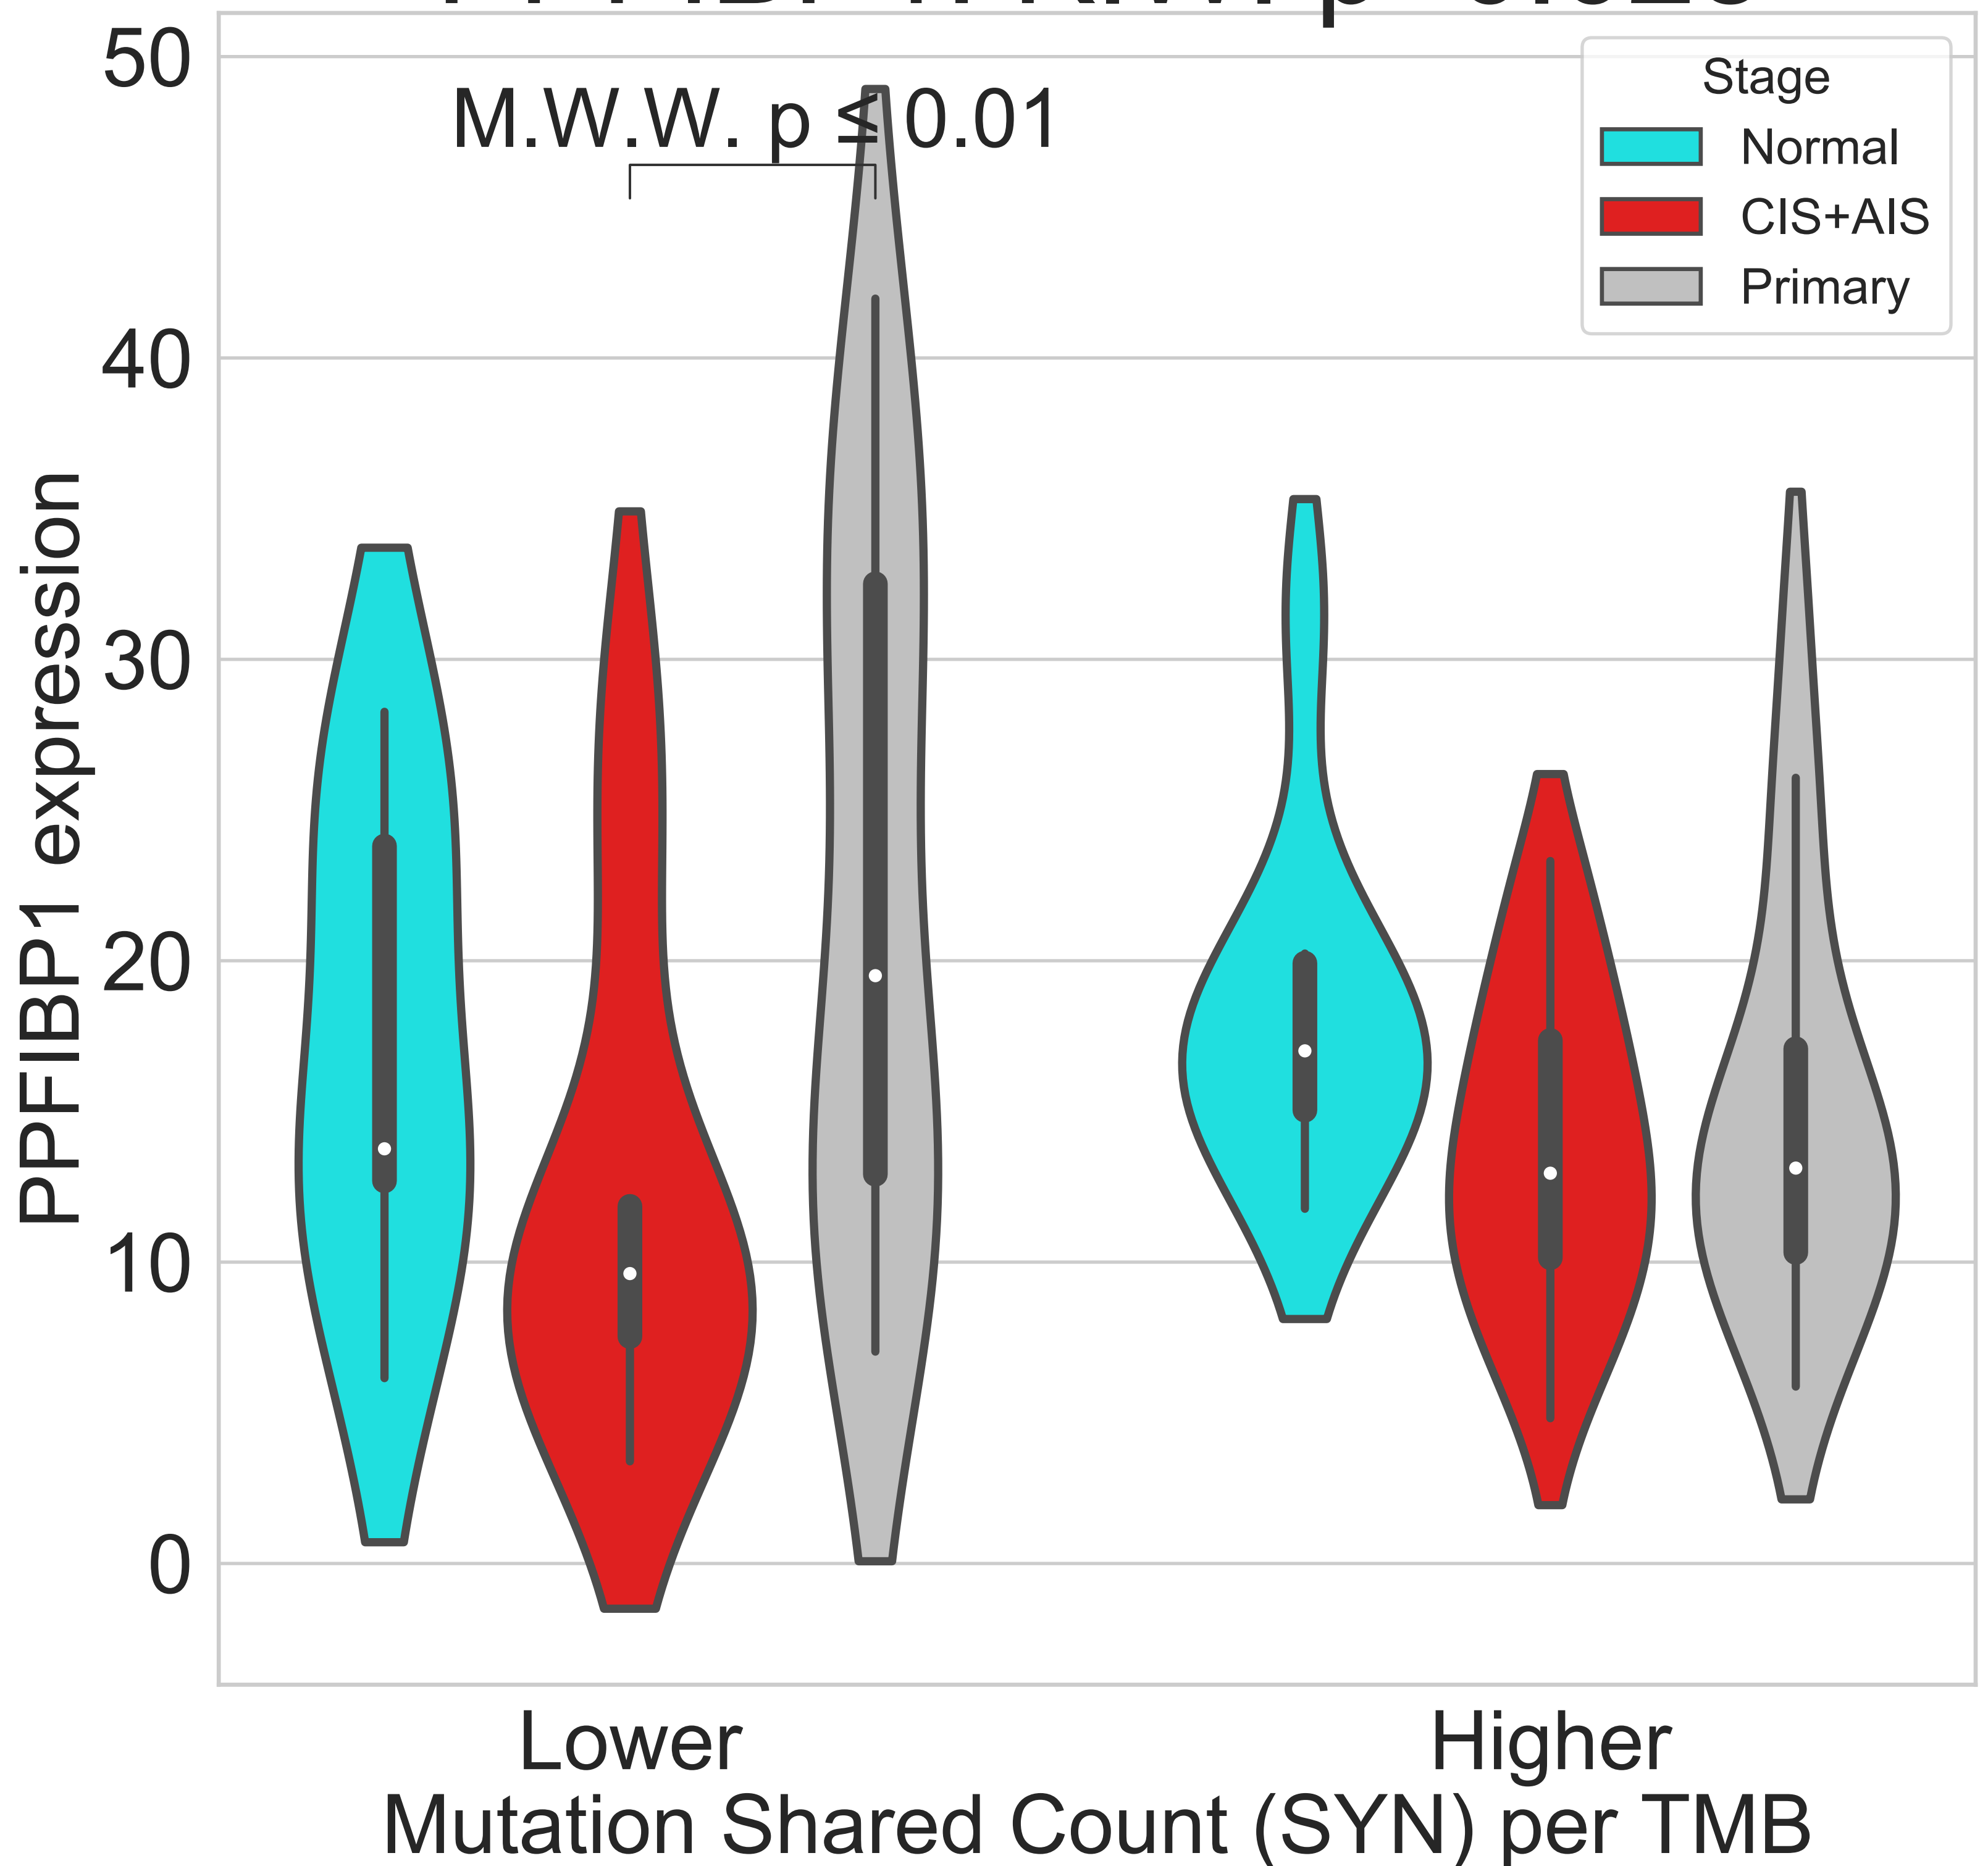 50
M.W.W. p ≤ 0.01
Stage
Normal
CIS+AIS
Primary
40
30
20
10
0
PPFIBP1 expression
Lower
Higher
Mutation Shared Count (SYN) per TMB